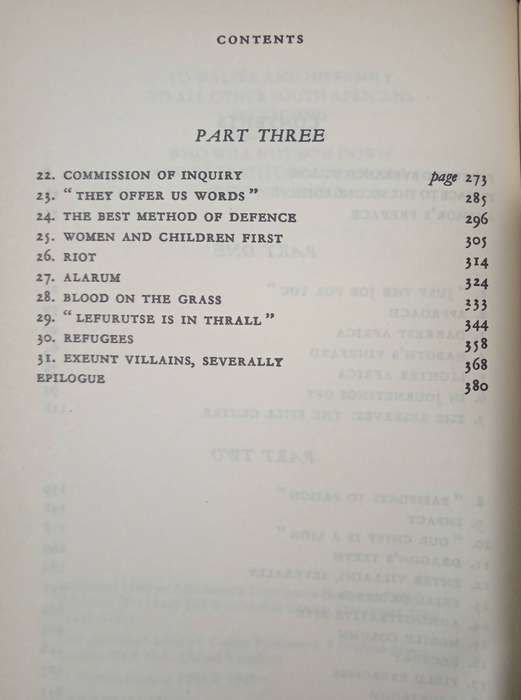 CONTENTS
PART THREE
22. COMMISSION OF INQUIRY page 273
23. "THEY OFFER US WORDS" 285
24. THE BEST METHOD OF DEFENCE 296
25. WOMEN AND CHILDREN FIRST 305
26. RIOT 314
27. ALARUM 324
28. BLOOD ON THE GRASS 333
29. "LEFURUTSE IS IN THRALL" 344
30. REFUGEES 358
31. EXEUNT VILLAINS, SEVERALLY 368
EPILOGUE 380